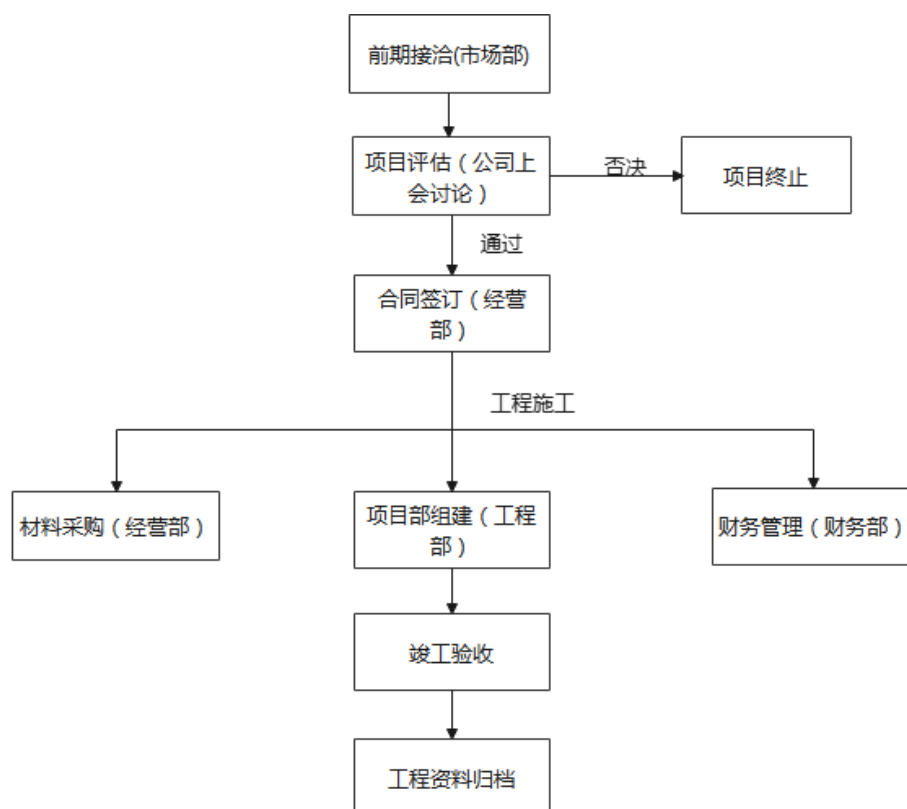 前期接洽(市场部)
项目评估（公司上
会讨论）
否决
项目终止
通过
合同签订（经营
部）
工程施工
材料采购（经营部）
项目部组建（工程
部）
财务管理（财务部）
竣工验收
工程资料归档